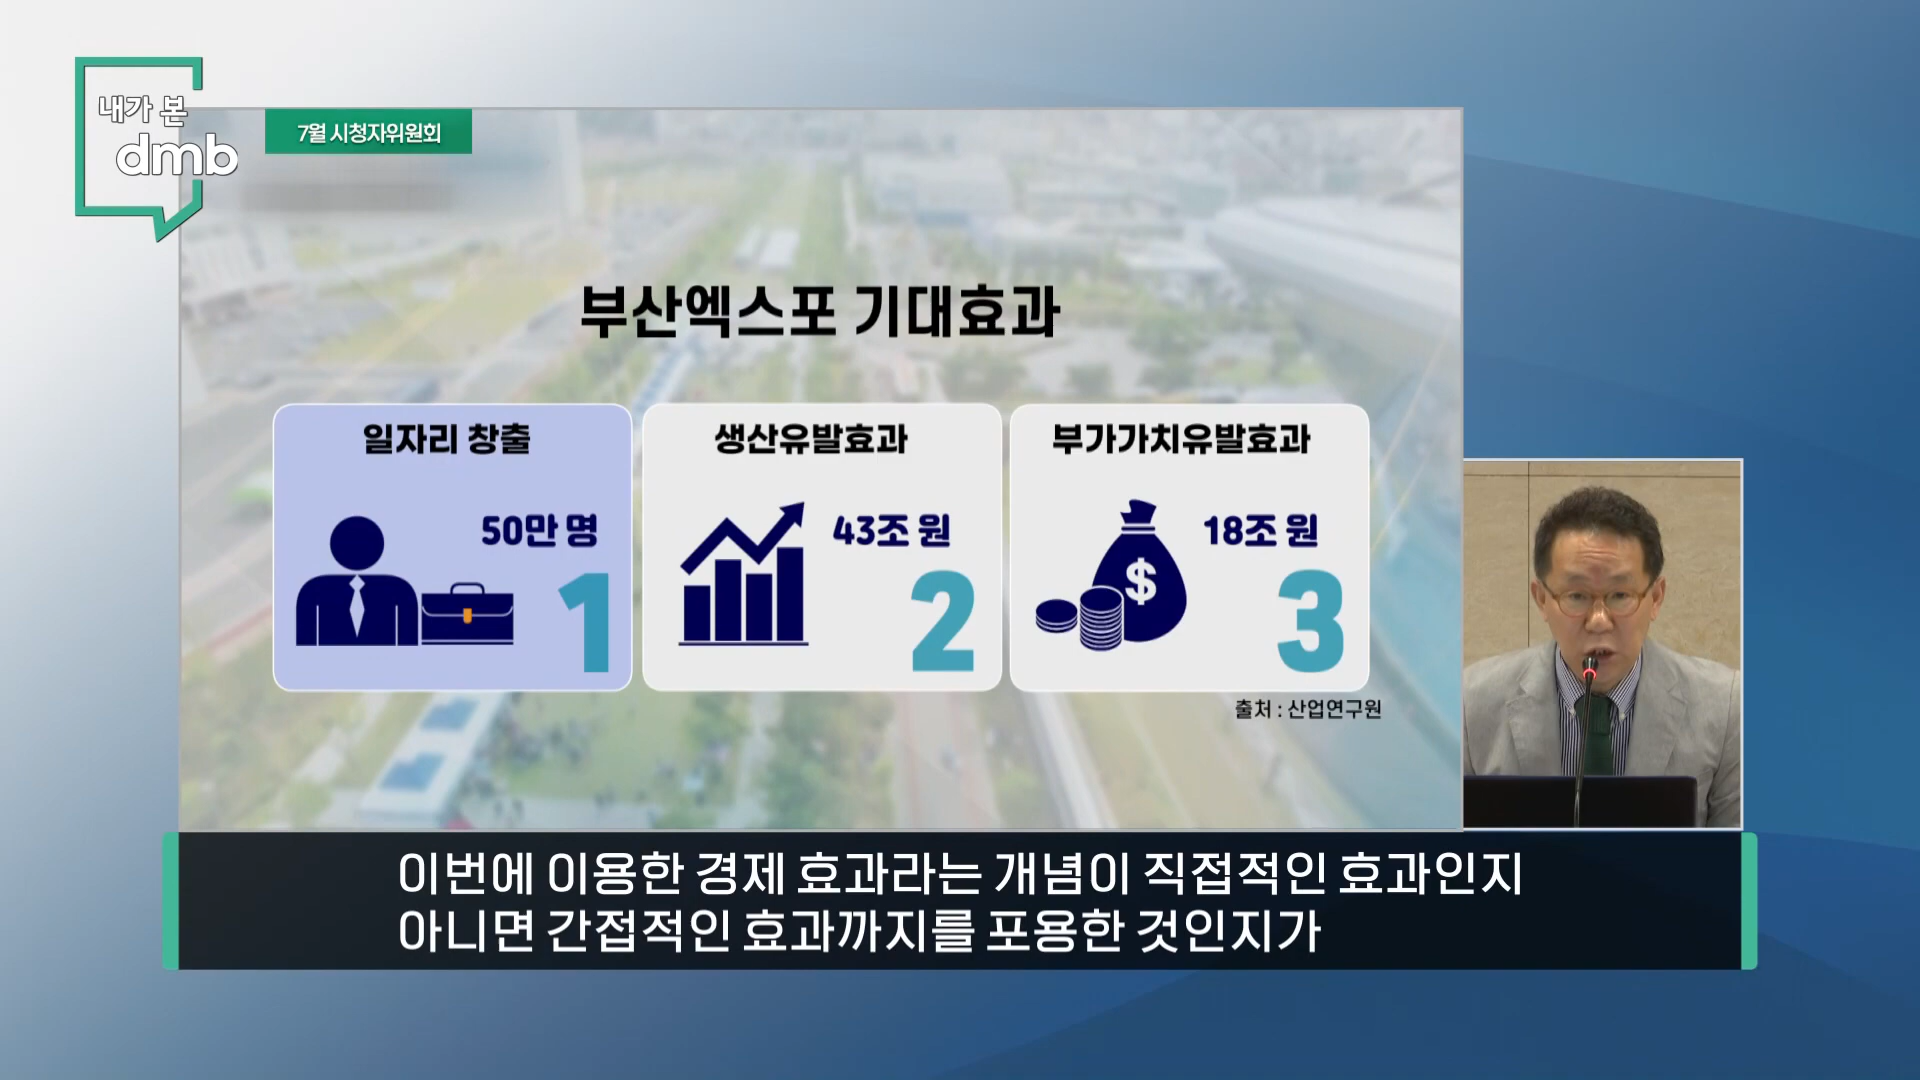 내가 본
dmb
7월 시청자위원회
부산엑스포 기대효과
일자리 창출
50만 명
1
생산유발효과
43조 원
2
부가가치유발효과
18조 원
$
3
출처 : 산업연구원
이번에 이용한 경제 효과라는 개념이 직접적인 효과인지
아니면 간접적인 효과까지를 포용한 것인지가